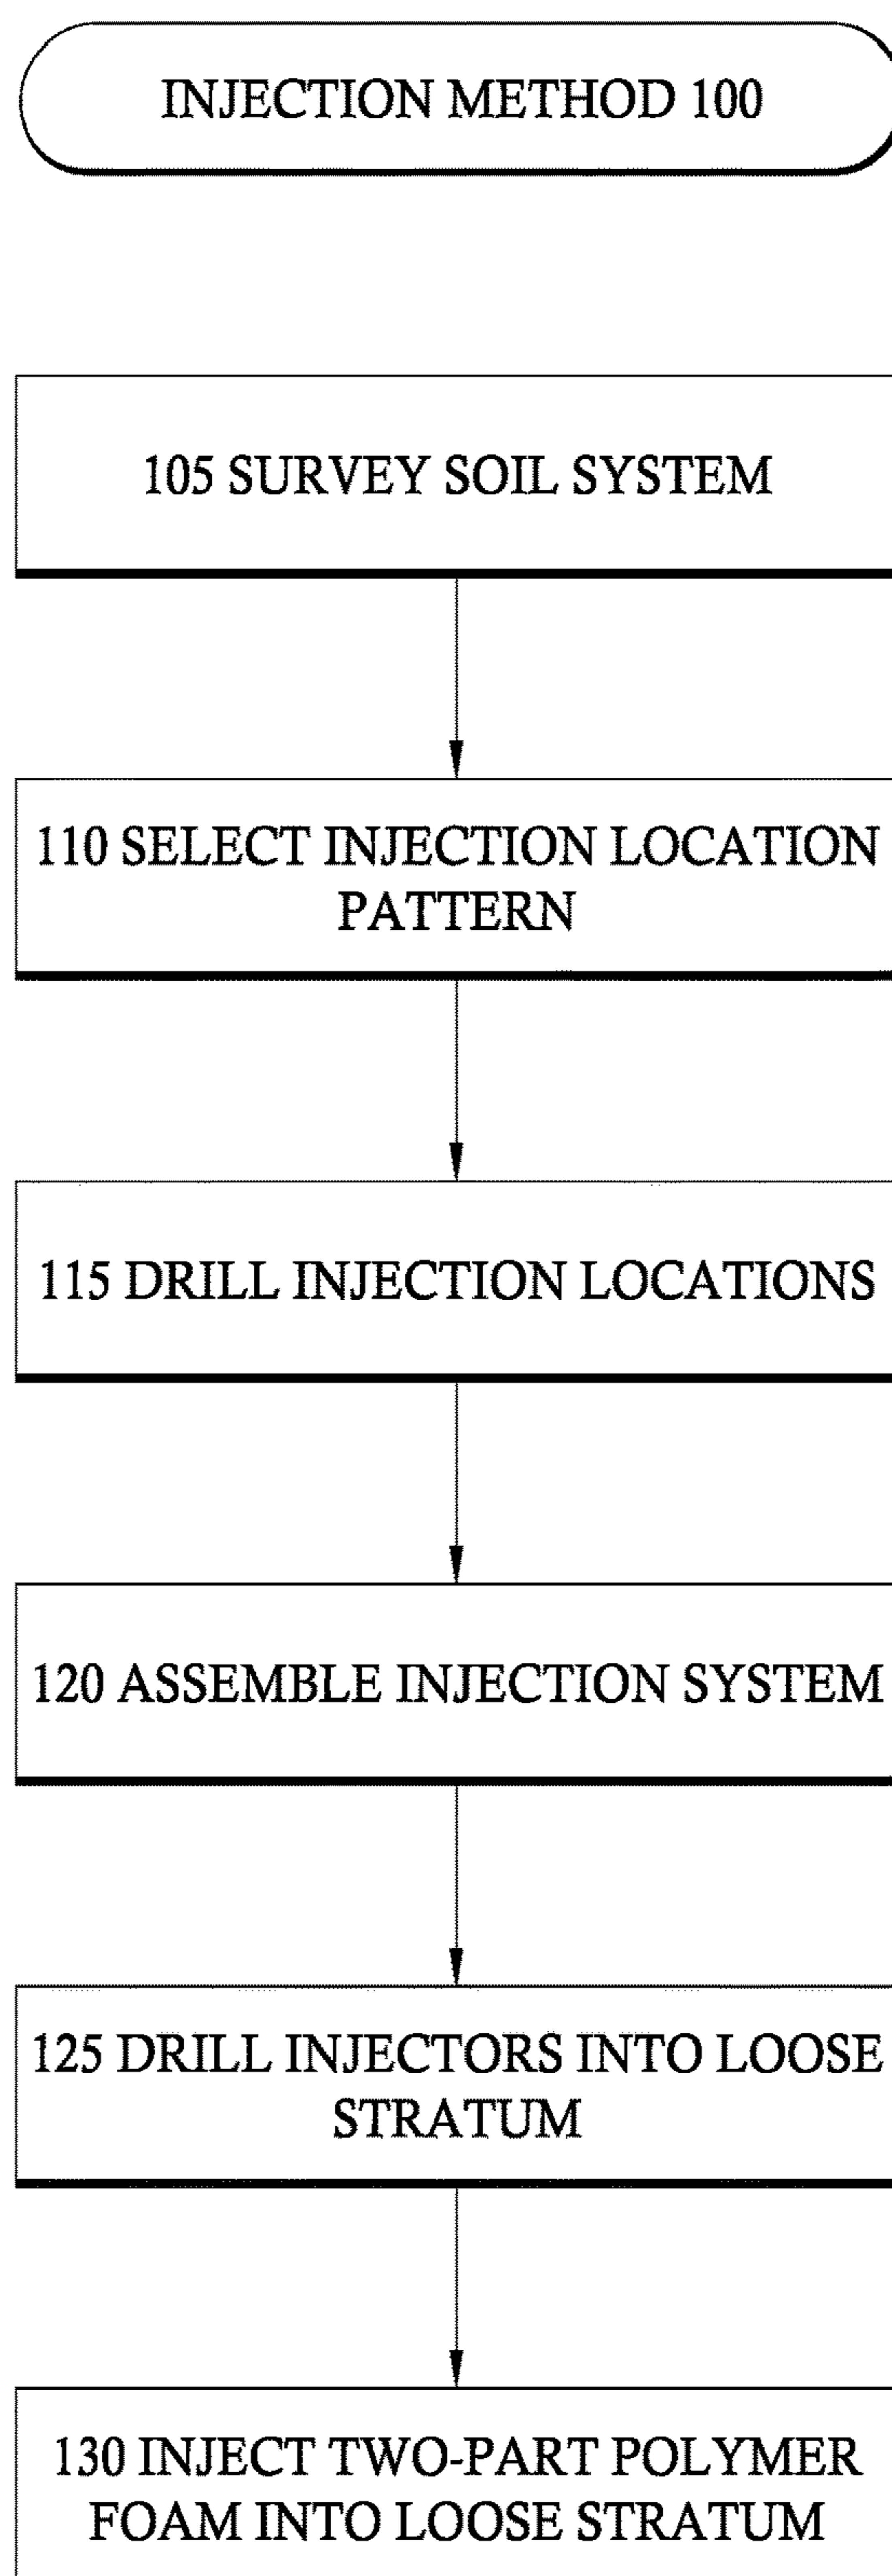 INJECTION METHOD 100
105 SURVEY SOIL SYSTEM
110 SELECT INJECTION LOCATION
PATTERN
115 DRILL INJECTION LOCATIONS
120 ASSEMBLE INJECTION SYSTEM
125 DRILL INJECTORS INTO LOOSE
STRATUM
130 INJECT TWO-PART POLYMER
FOAM INTO LOOSE STRATUM